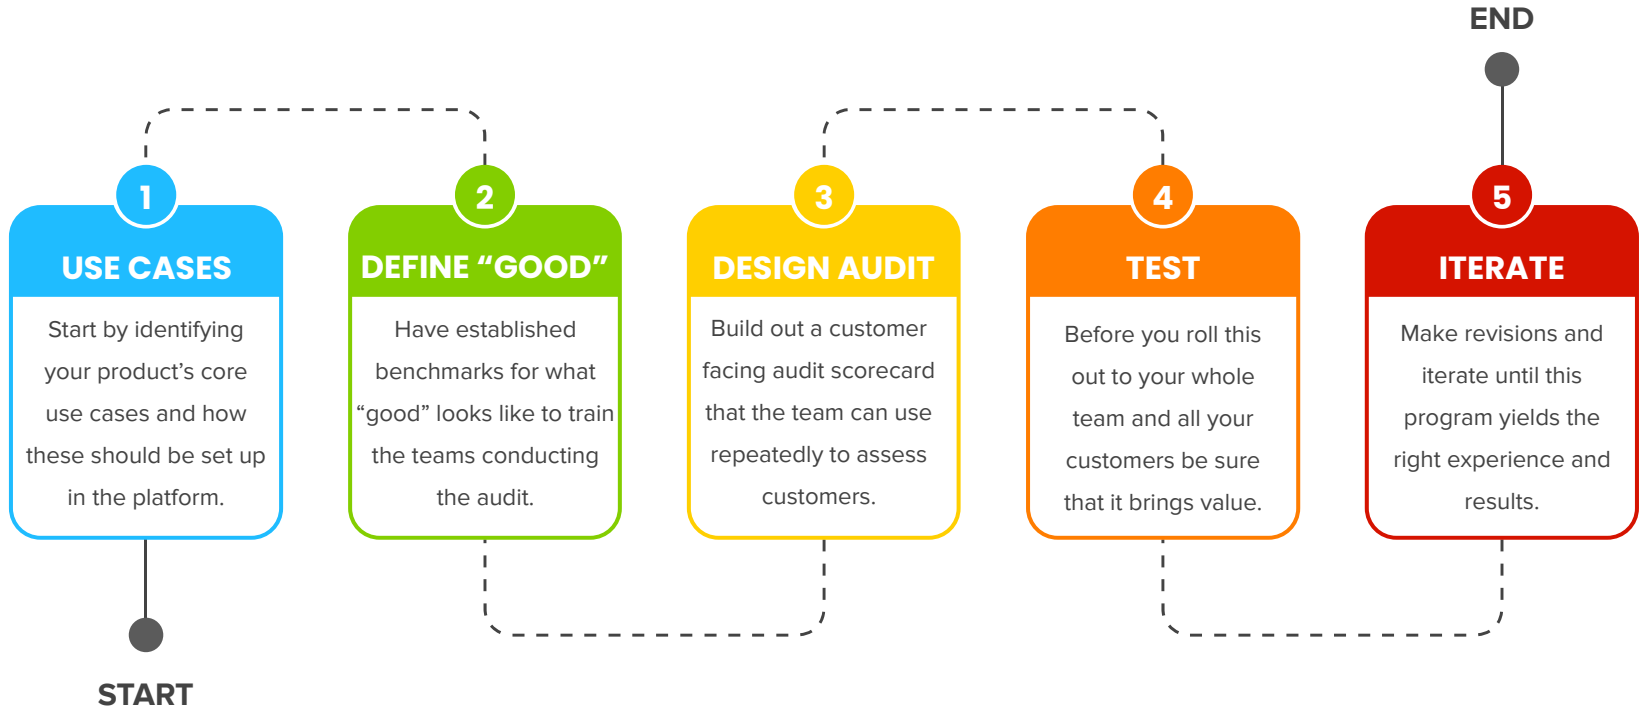 START
1
USE CASES
Start by identifying
your product's core
use cases and how
these should be set up
in the platform.
2
DEFINE “GOOD”
Have established
benchmarks for what
“good” looks like to train
the teams conducting
the audit.
3
DESIGN AUDIT
Build out a customer
facing audit scorecard
that the team can use
repeatedly to assess
customers.
4
TEST
Before you roll this
out to your whole
team and all your
customers be sure
that it brings value.
5
ITERATE
Make revisions and
iterate until this
program yields the
right experience and
results.
END